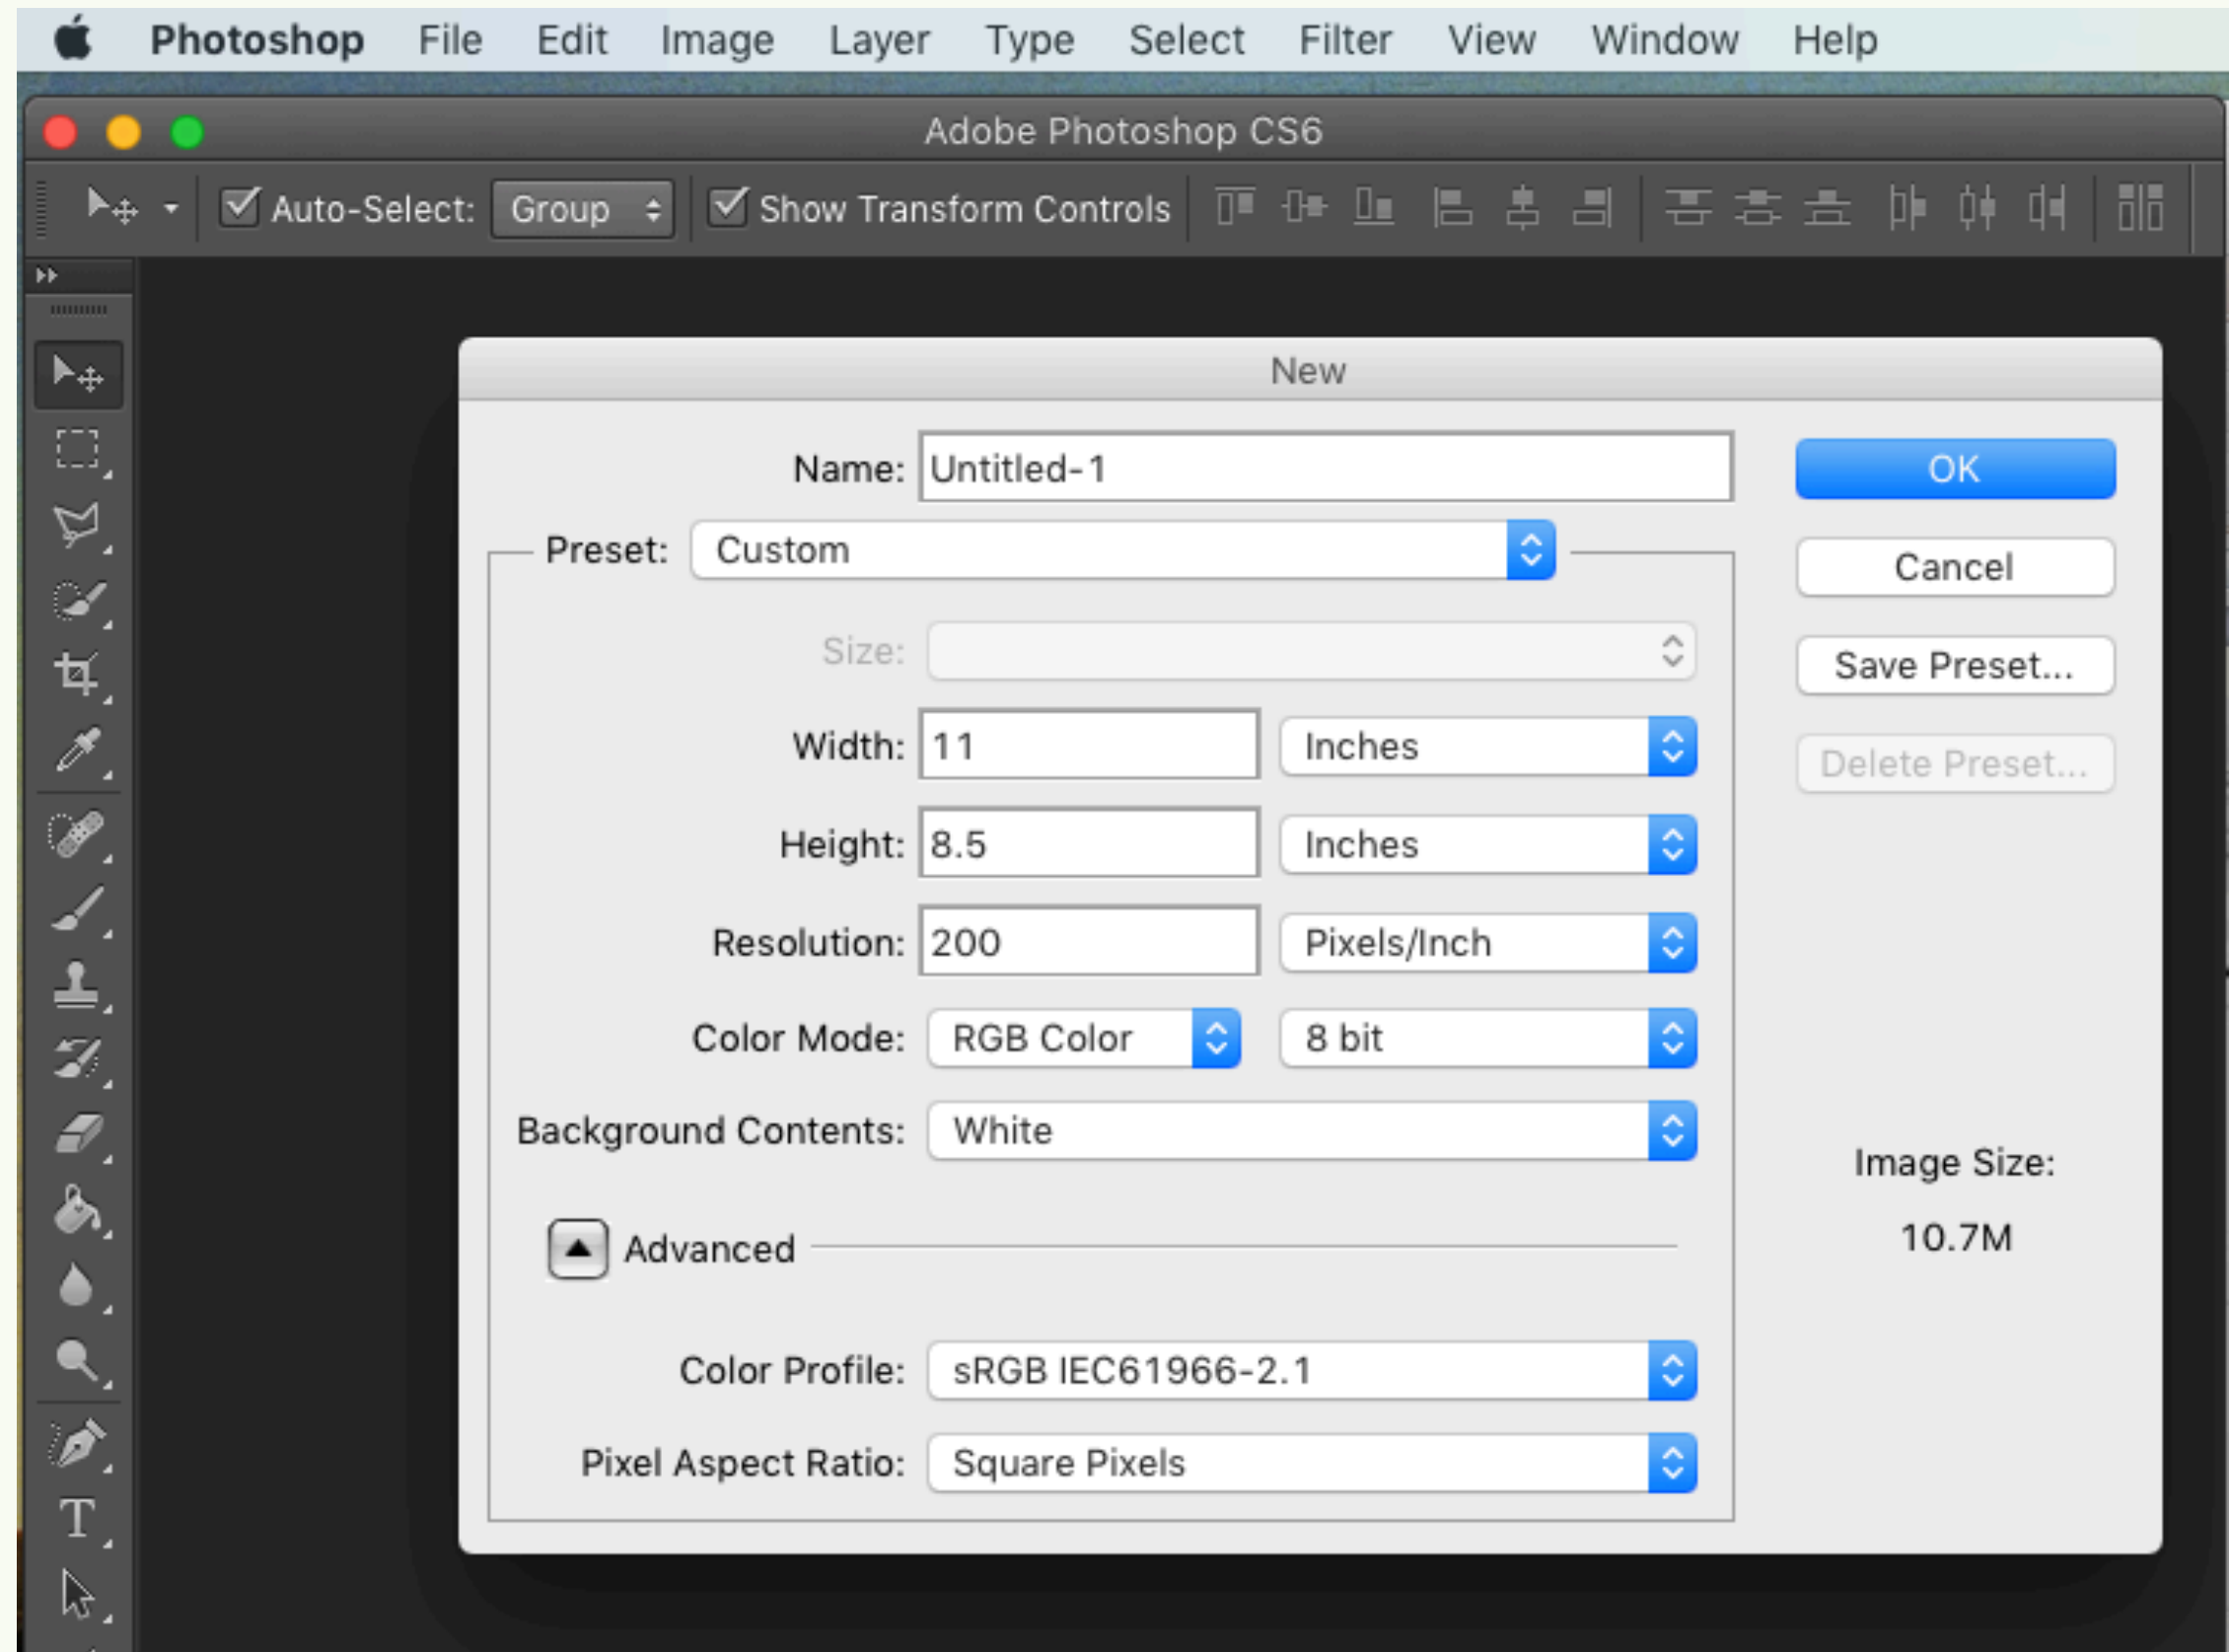 Photoshop File Edit Image Layer Type Select Filter View Window Help
Adobe Photoshop CS6
Auto-Select: Group Show Transform Controls
New
Name: Untitled-1 OK
Preset: Custom Cancel
Size: Save Preset...
Width: 11 Inches Delete Preset...
Height: 8.5 Inches
Resolution: 200 Pixels/Inch
Color Mode: RGB Color 8 bit
Background Contents: White
Image Size:
Advanced 10.7M
Color Profile: sRGB IEC61966-2.1
Pixel Aspect Ratio: Square Pixels
T